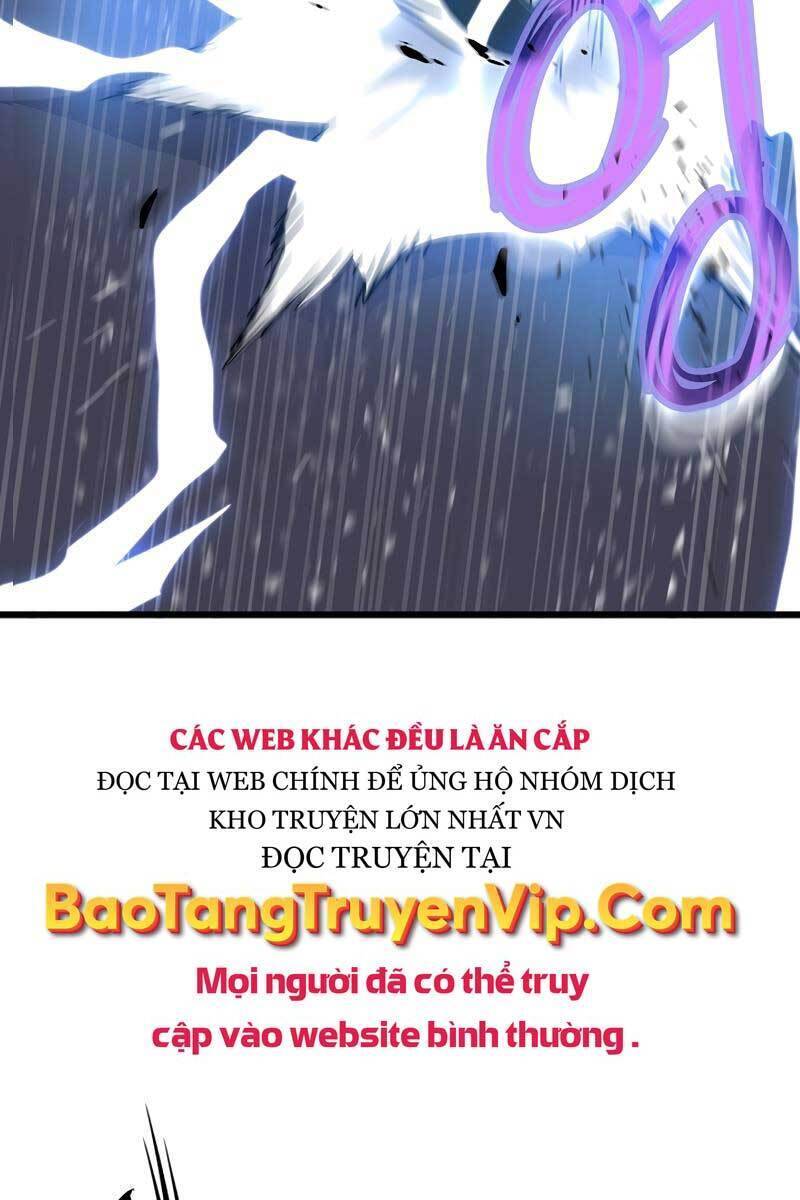 CÁC WEB KHÁC ĐỀU LÀ ĂN CẮP
ĐỌC TẠI WEB CHÍNH ĐỂ ỦNG HỘ NHÓM DỊCH
KHO TRUYỆN LỚN NHẤT VN
ĐỌC TRUYỆN TẠI
BaoTangTruyenVip.Com
Mọi người đã có thể truy
cập vào website bình thường .